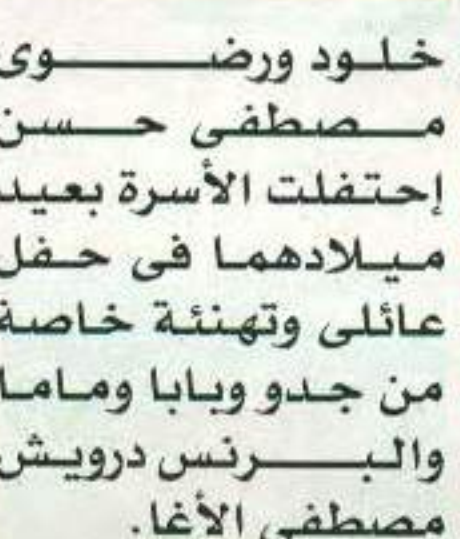 خلود ورضوى
مصطفى حسن
إحتفلت الأسرة بعيد
ميلادهما فى حفل
عائلى وتهنئة خاصة
من جدو وبابا وماما
والبرنس درويش
مصطفى الأغا.